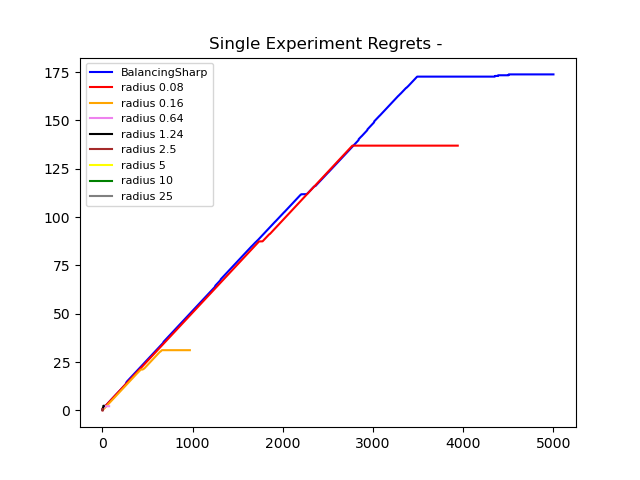 Single Experiment Regrets -
175
150
125
100
75
50
25
0
BalancingSharp
radius 0.08
radius 0.16
radius 0.64
radius 1.24
radius 2.5
radius 5
radius 10
radius 25
0 1000 2000 3000 4000 5000